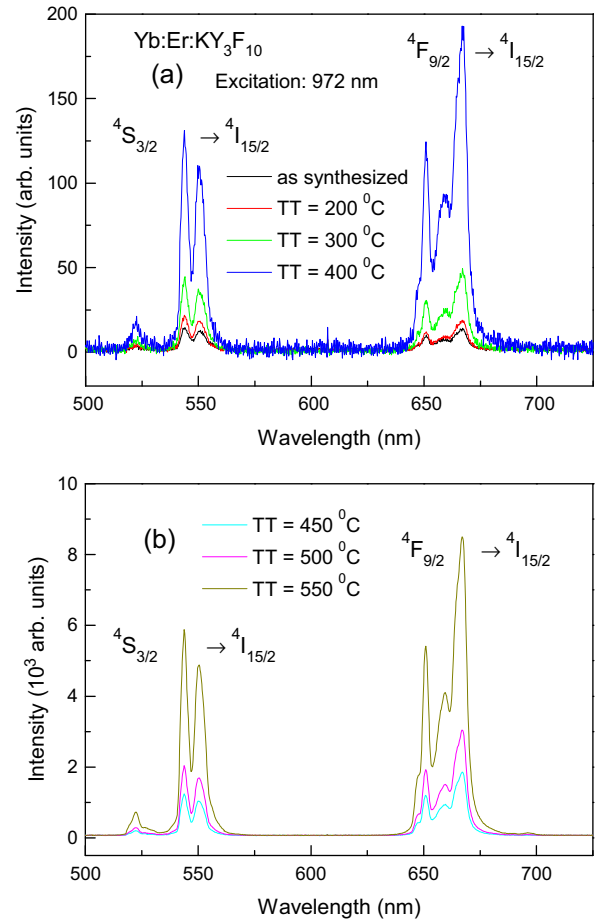 200
150
100
50
0
Intensity (arb. units)
Yb:Er:KY₃F₁₀
(a)
Excitation: 972 nm
⁴F₉/₂ → ⁴I₁₅/₂
⁴S₃/₂ → ⁴I₁₅/₂
as synthesized
TT = 200 ⁰C
TT = 300 ⁰C
TT = 400 ⁰C
500 550 600 650 700
Wavelength (nm)
10
8
6
4
2
0
Intensity (10³ arb. units)
(b)
TT = 450 ⁰C
TT = 500 ⁰C
TT = 550 ⁰C
⁴F₉/₂ → ⁴I₁₅/₂
⁴S₃/₂ → ⁴I₁₅/₂
500 550 600 650 700
Wavelength (nm)